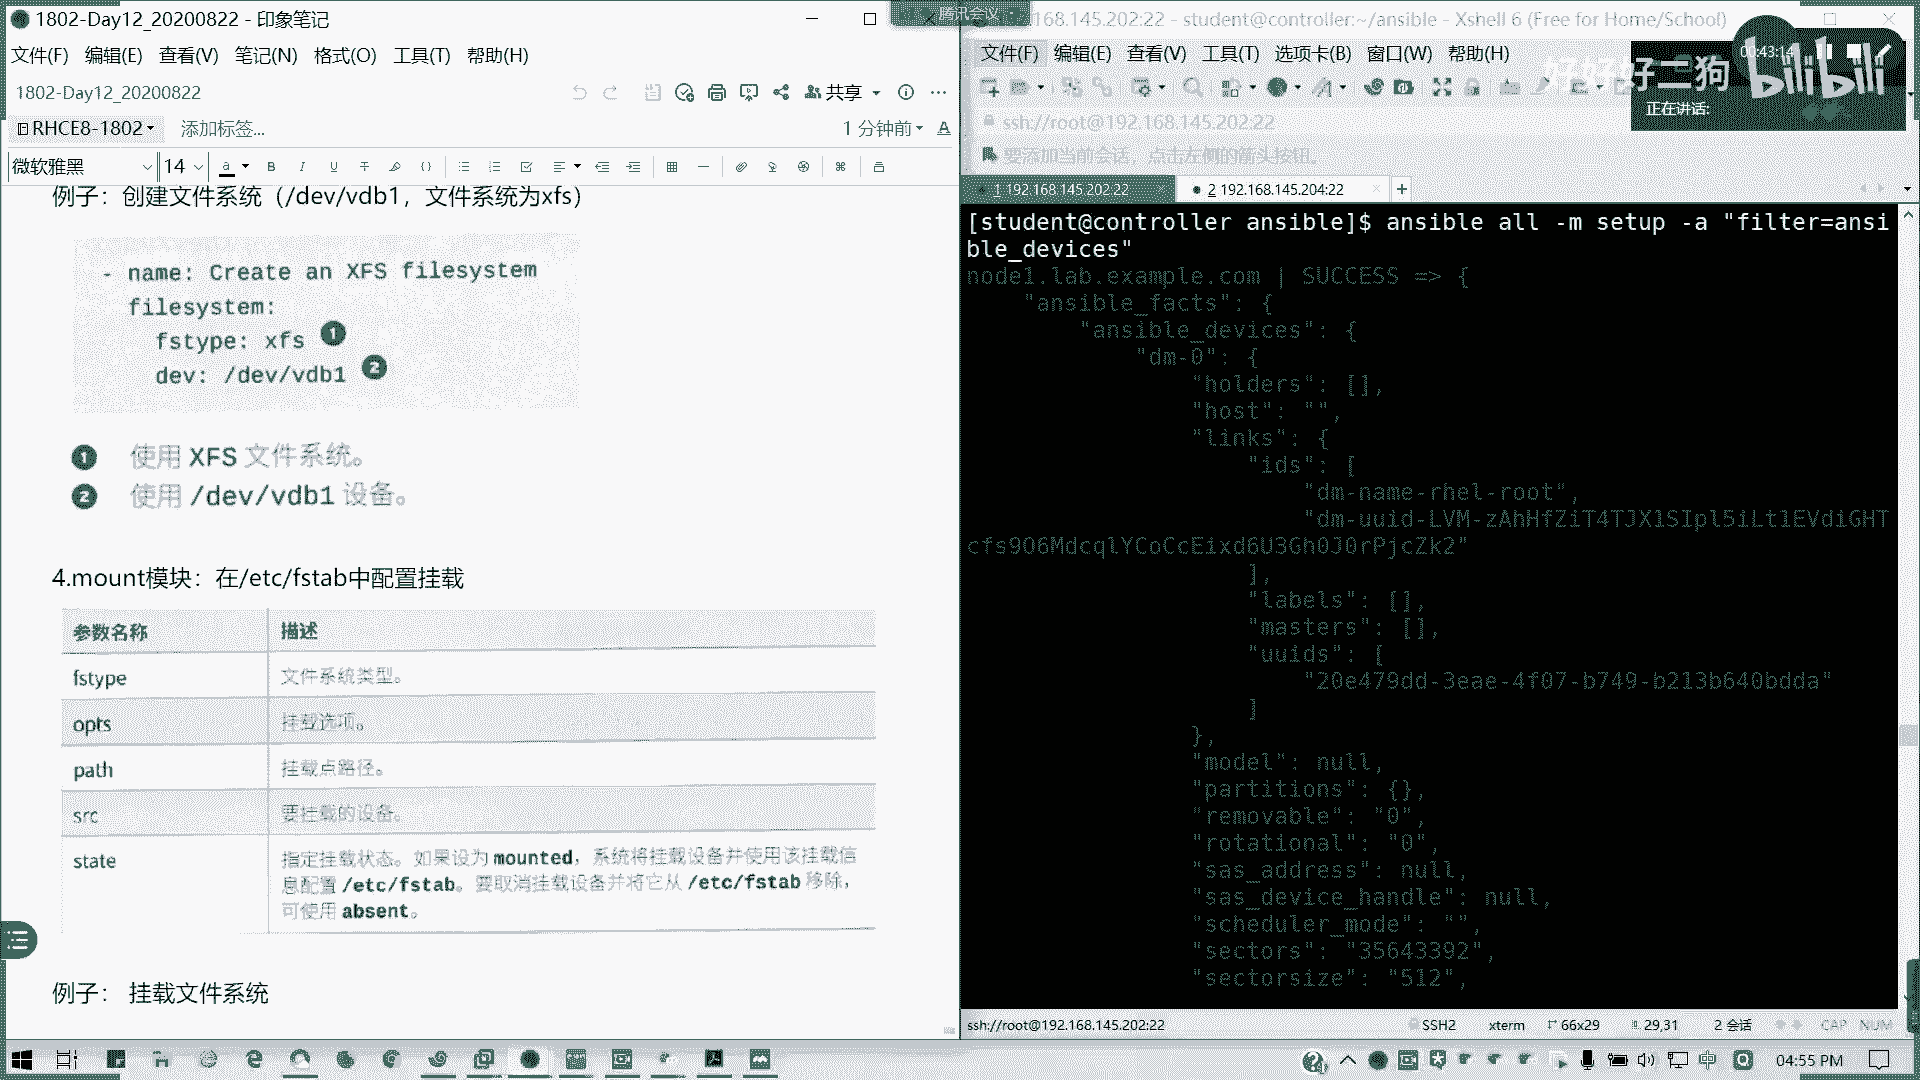 1802-Day12_20200822 - 印象笔记
文件(F) 编辑(E) 查看(V) 笔记(N) 格式(O) 工具(T) 帮助(H)
1802-Day12_20200822
共享
RHCE8-1802
添加标签...
1 分钟前
微软雅黑
14
例子：创建文件系统（/dev/vdb1，文件系统为xfs）
- name: Create an XFS filesystem
filesystem:
fstype: xfs 1
dev: /dev/vdb1 2
1 使用 XFS 文件系统。
2 使用 /dev/vdb1 设备。
4.mount模块：在/etc/fstab中配置挂载
参数名称 描述
fstype 文件系统类型。
opts 挂载选项。
path 挂载点路径。
src 要挂载的设备。
state 指定挂载状态。如果设为 mounted，系统将挂载设备并使用该挂载信
息配置 /etc/fstab。要取消挂载设备并将它从 /etc/fstab 移除，
可使用 absent。
例子： 挂载文件系统
腾讯会议
168.145.202:22 - student@controller:~/ansible - Xshell 6 (Free for Home/School)
文件(F) 编辑(E) 查看(V) 工具(T) 选项卡(B) 窗口(W) 帮助(H)
00:43:14
好好好二狗
bilibili
正在讲话:
ssh://root@192.168.145.202:22
要添加当前会话，点击左侧的箭头按钮。
1 192.168.145.202:22
2 192.168.145.204:22
[student@controller ansible]$ ansible all -m setup -a "filter=ansi
ble_devices"
node1.lab.example.com | SUCCESS => {
"ansible_facts": {
"ansible_devices": {
"dm-0": {
"holders": [],
"host": "",
"links": {
"ids": [
"dm-name-rhel-root",
"dm-uuid-LVM-zAhHfZiT4TJX1SIpl5iLt1EVdiGHT
cfs9O6MdcqlYCoCcEixd6U3Gh0J0rPjcZk2"
],
"labels": [],
"masters": [],
"uuids": [
"20e479dd-3eae-4f07-b749-b213b640bdda"
]
},
"model": null,
"partitions": {},
"removable": "0",
"rotational": "0",
"sas_address": null,
"sas_device_handle": null,
"scheduler_mode": "",
"sectors": "35643392",
"sectorsize": "512",
ssh://root@192.168.145.202:22
SSH2
xterm
66x29
29,31
2 会话
CAP NUM
中
04:55 PM